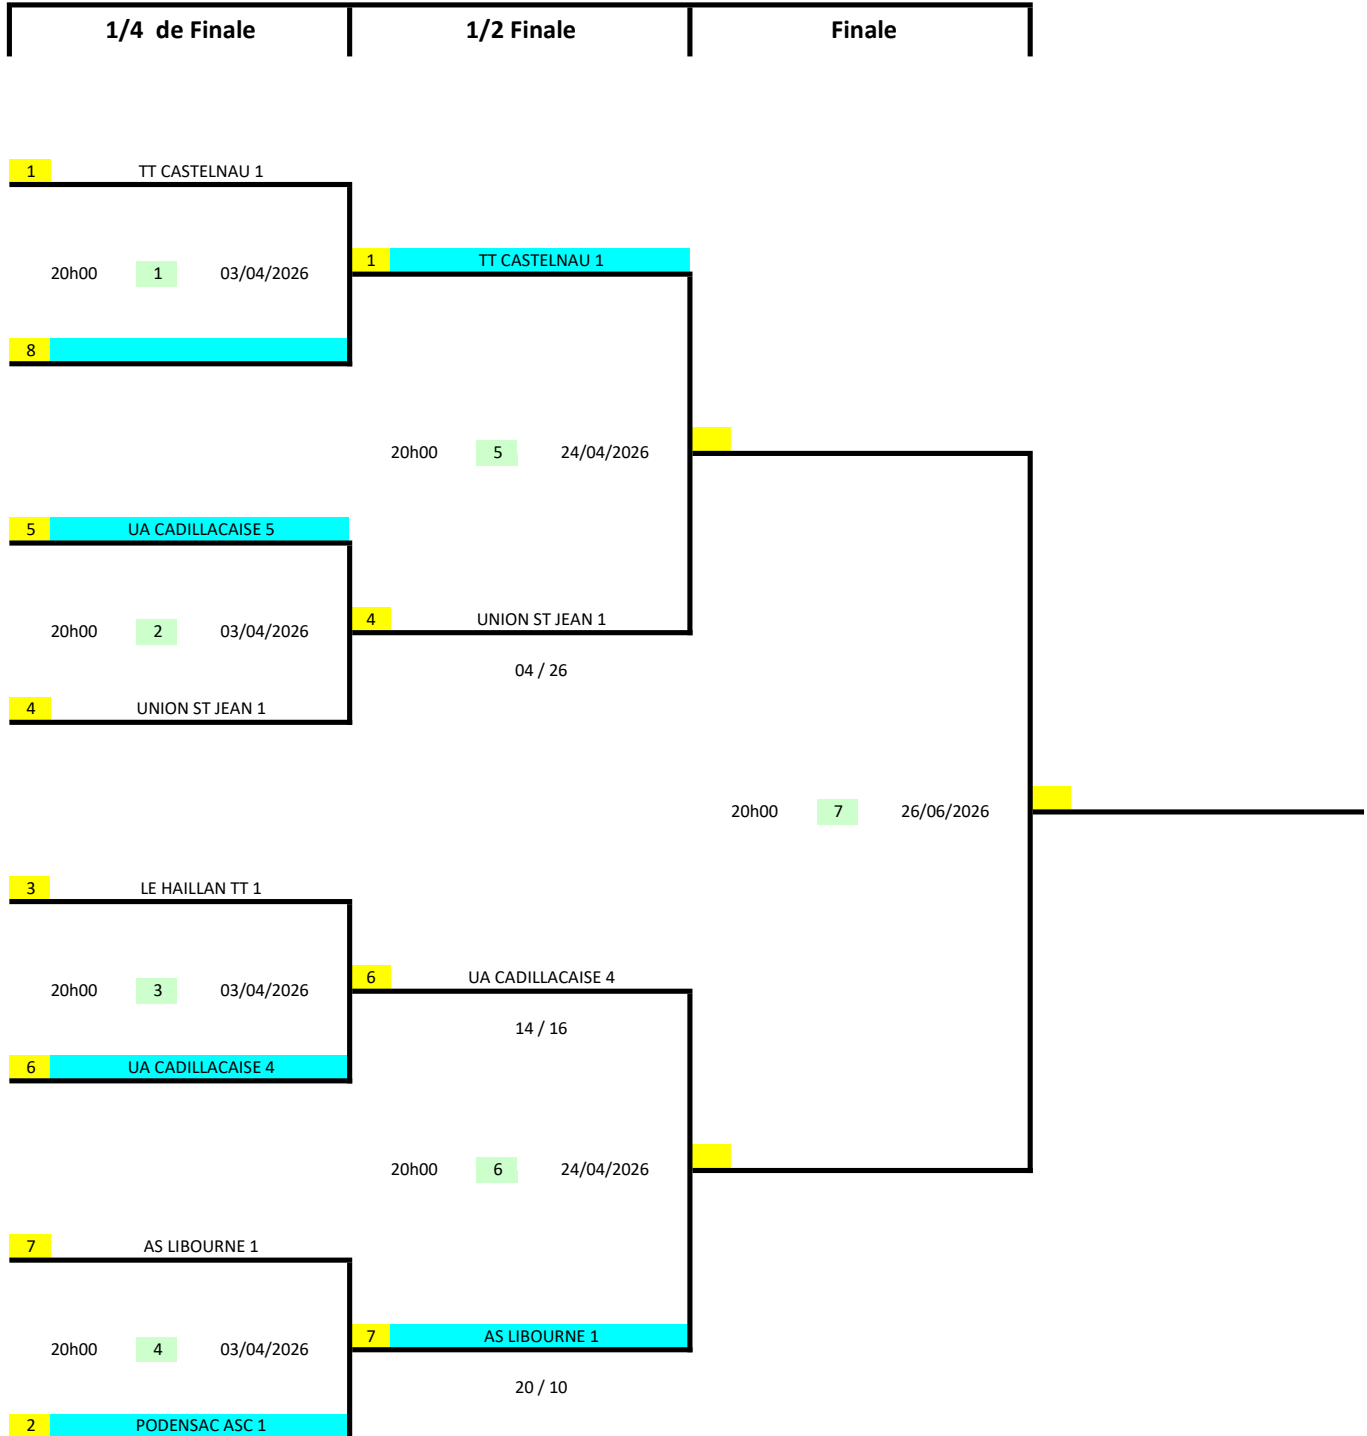 1/4 de Finale 1/2 Finale Finale
1 TT CASTELNAU 1
1 TT CASTELNAU 1
20h00 1 03/04/2026
8
20h00 5 24/04/2026
5 UA CADILLACAISE 5
4 UNION ST JEAN 1
20h00 2 03/04/2026
04 / 26
4 UNION ST JEAN 1
20h00 7 26/06/2026
3 LE HAILLAN TT 1
6 UA CADILLACAISE 4
20h00 3 03/04/2026
14 / 16
6 UA CADILLACAISE 4
20h00 6 24/04/2026
7 AS LIBOURNE 1
7 AS LIBOURNE 1
20h00 4 03/04/2026
20 / 10
2 PODENSAC ASC 1